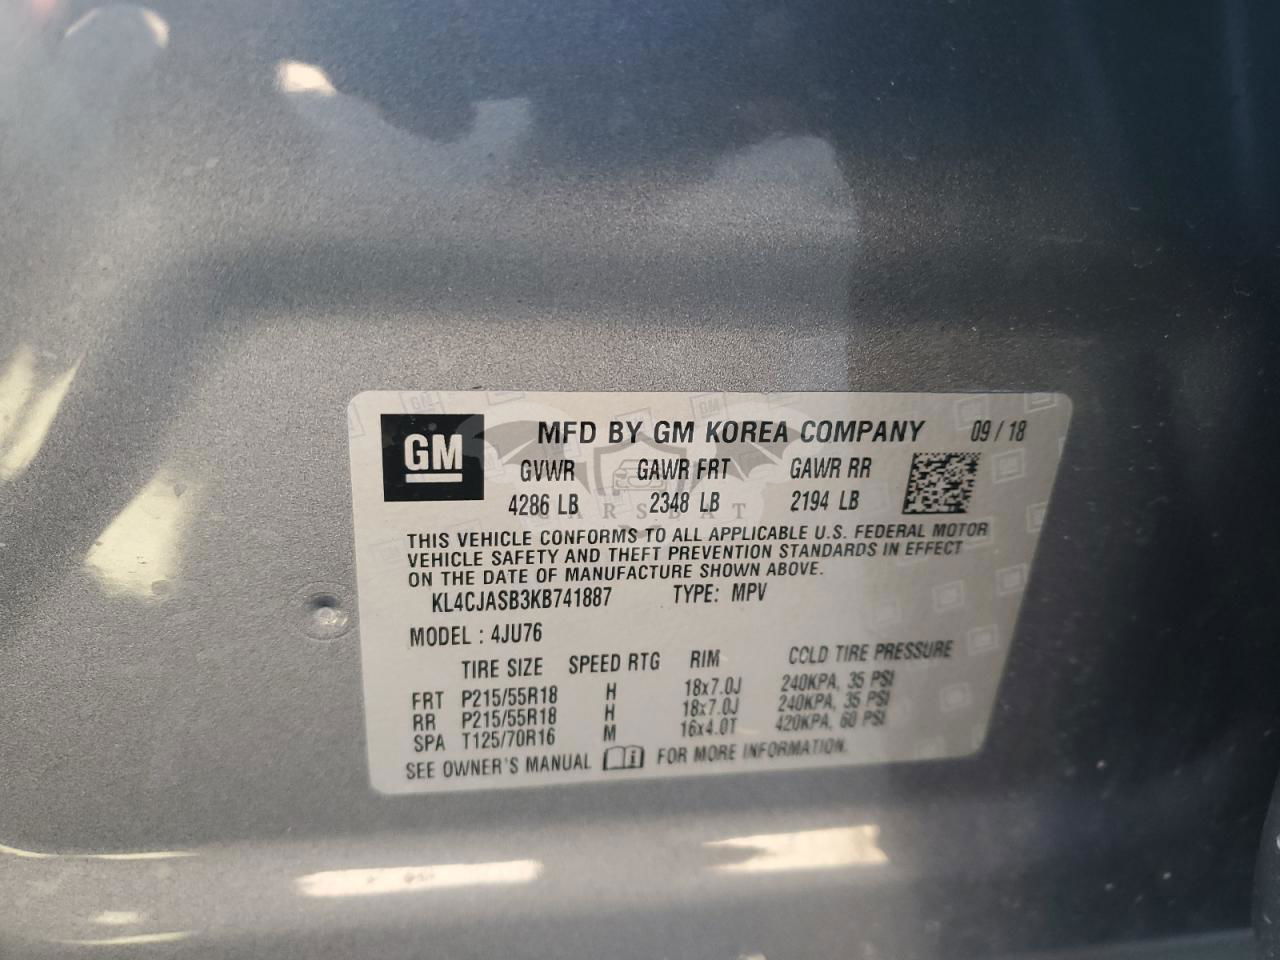 GM
MFD BY GM KOREA COMPANY 09/18
GVWR GAWR FRT GAWR RR
4286 LB 2348 LB 2194 LB
CARSBAT
THIS VEHICLE CONFORMS TO ALL APPLICABLE U.S. FEDERAL MOTOR
VEHICLE SAFETY AND THEFT PREVENTION STANDARDS IN EFFECT
ON THE DATE OF MANUFACTURE SHOWN ABOVE.
KL4CJASB3KB741887 TYPE: MPV
MODEL : 4JU76
TIRE SIZE SPEED RTG RIM COLD TIRE PRESSURE
FRT P215/55R18 H 18x7.0J 240KPA, 35 PSI
RR P215/55R18 H 18x7.0J 240KPA, 35 PSI
SPA T125/70R16 M 16x4.0T 420KPA, 60 PSI
SEE OWNER'S MANUAL FOR MORE INFORMATION.